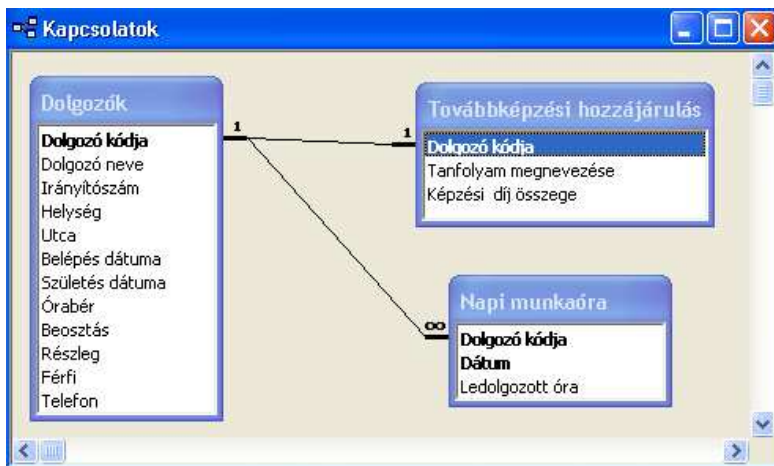 Kapcsolatok
Dolgozók
Dolgozó kódja
Dolgozó neve
Irányítószám
Helység
Utca
Belépés dátuma
Születés dátuma
Órabér
Beosztás
Részleg
Férfi
Telefon
1
1
∞
Továbbképzési hozzájárulás
Dolgozó kódja
Tanfolyam megnevezése
Képzési díj összege
Napi munkaóra
Dolgozó kódja
Dátum
Ledolgozott óra